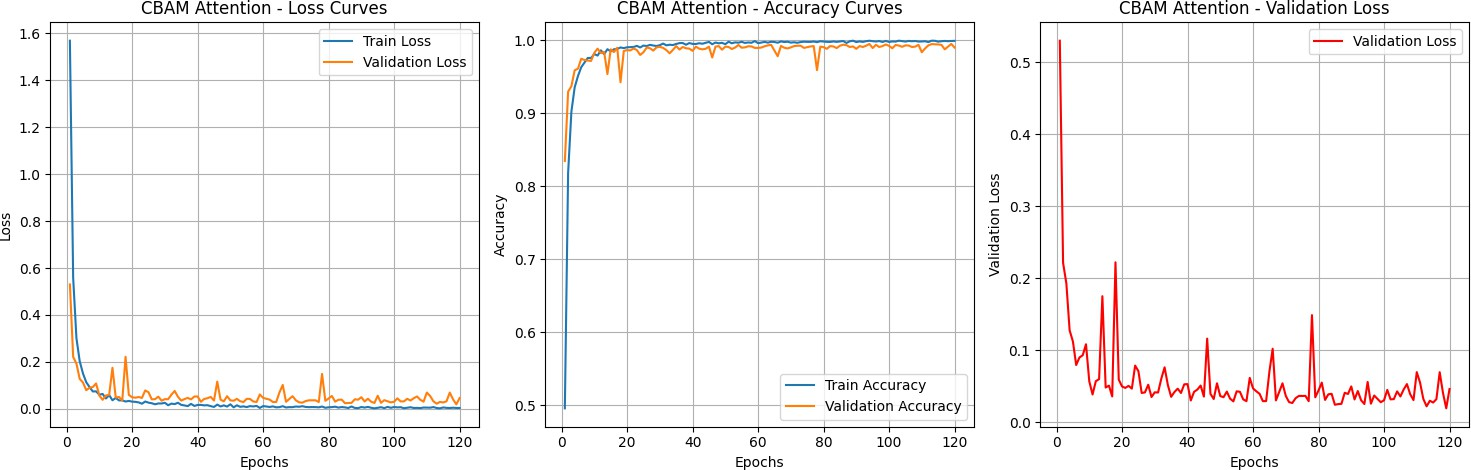 CBAM Attention - Loss Curves
Loss
1.6
1.4
1.2
1.0
0.8
0.6
0.4
0.2
0.0
Train Loss
Validation Loss
0 20 40 60 80 100 120
Epochs
CBAM Attention - Accuracy Curves
Accuracy
1.0
0.9
0.8
0.7
0.6
0.5
Train Accuracy
Validation Accuracy
0 20 40 60 80 100 120
Epochs
CBAM Attention - Validation Loss
Validation Loss
0.5
0.4
0.3
0.2
0.1
0.0
Validation Loss
0 20 40 60 80 100 120
Epochs